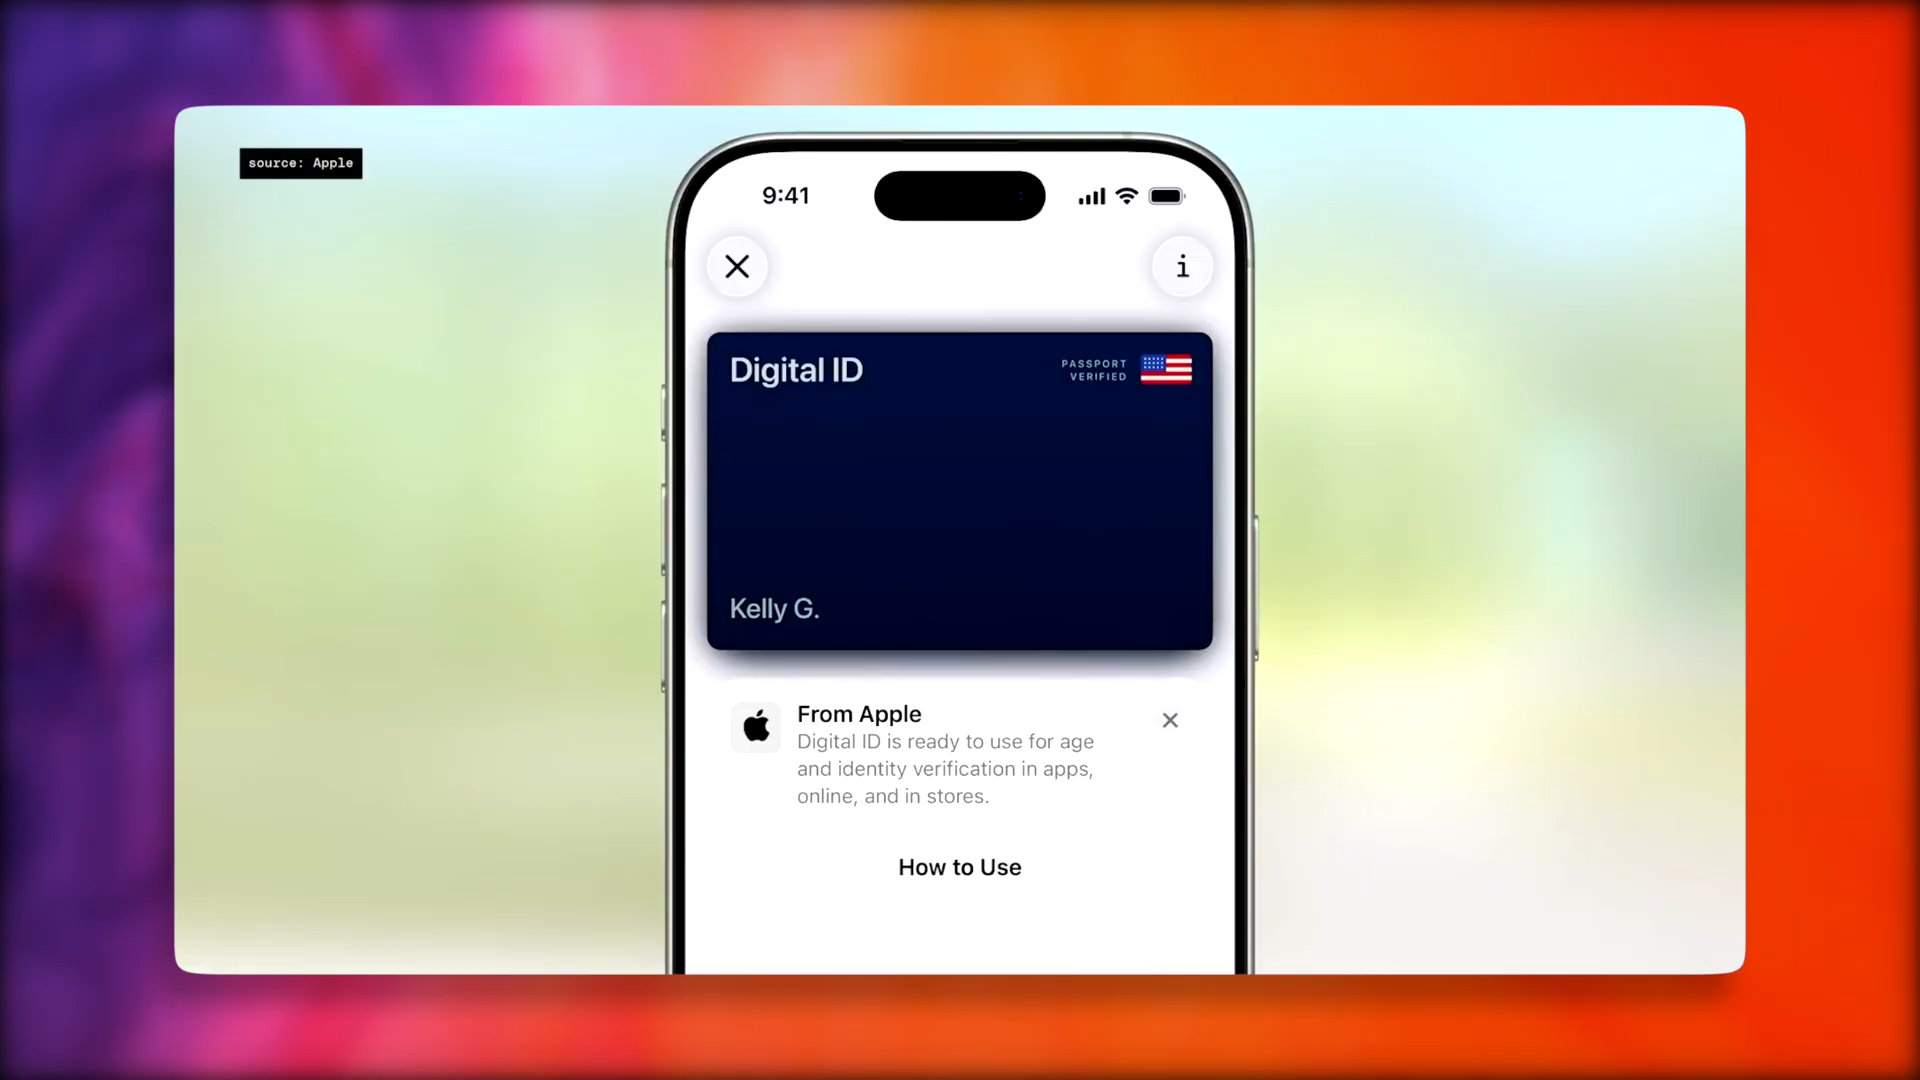 source: Apple
9:41
i
Digital ID
PASSPORT
VERIFIED
Kelly G.
From Apple
Digital ID is ready to use for age
and identity verification in apps,
online, and in stores.
How to Use